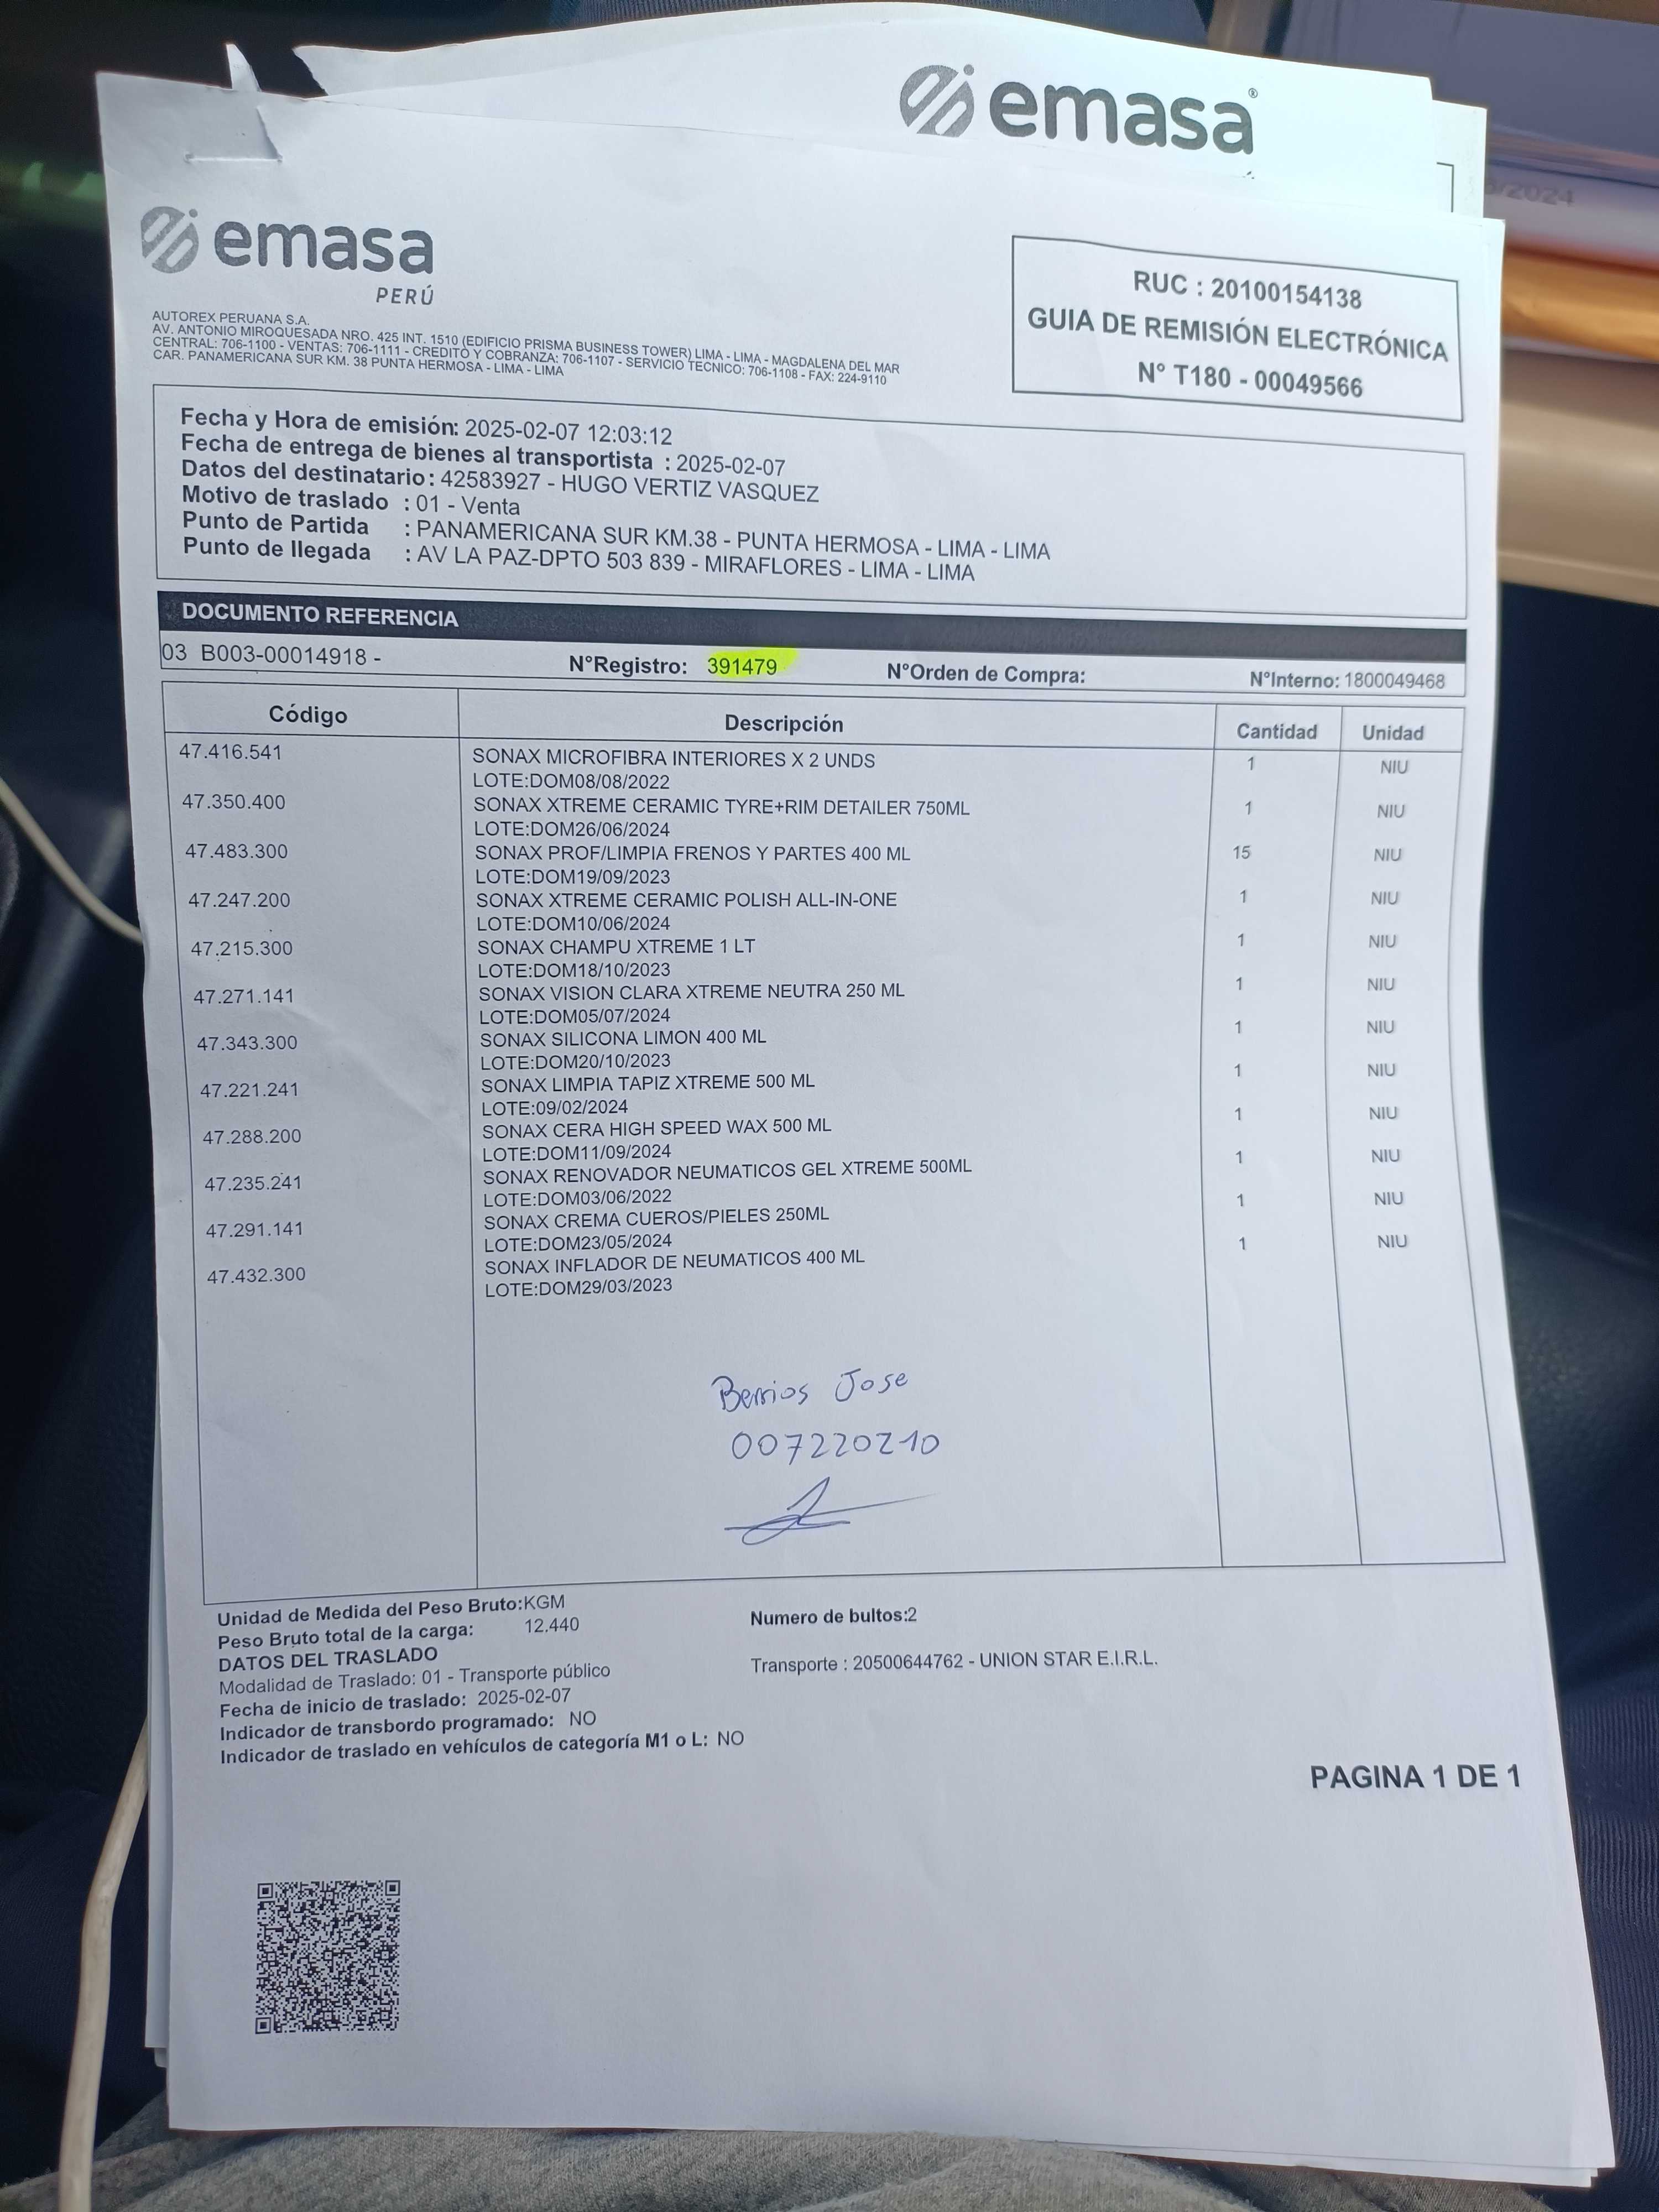 emasa®
/2024
emasa
PERÚ
RUC : 20100154138
GUIA DE REMISIÓN ELECTRÓNICA
N° T180 - 00049566
AUTOREX PERUANA S.A.
AV. ANTONIO MIROQUESADA NRO. 425 INT. 1510 (EDIFICIO PRISMA BUSINESS TOWER) LIMA - LIMA - MAGDALENA DEL MAR
CENTRAL: 706-1100 - VENTAS: 706-1111 - CREDITO Y COBRANZA: 706-1107 - SERVICIO TECNICO: 706-1108 - FAX: 224-9110
CAR. PANAMERICANA SUR KM. 38 PUNTA HERMOSA - LIMA - LIMA
Fecha y Hora de emisión: 2025-02-07 12:03:12
Fecha de entrega de bienes al transportista : 2025-02-07
Datos del destinatario : 42583927 - HUGO VERTIZ VASQUEZ
Motivo de traslado : 01 - Venta
Punto de Partida : PANAMERICANA SUR KM.38 - PUNTA HERMOSA - LIMA - LIMA
Punto de llegada : AV LA PAZ-DPTO 503 839 - MIRAFLORES - LIMA - LIMA
DOCUMENTO REFERENCIA
03 B003-00014918 - N°Registro: 391479 N°Orden de Compra: N°Interno: 1800049468
Código Descripción Cantidad Unidad
47.416.541 SONAX MICROFIBRA INTERIORES X 2 UNDS 1 NIU
LOTE:DOM08/08/2022
47.350.400 SONAX XTREME CERAMIC TYRE+RIM DETAILER 750ML 1 NIU
LOTE:DOM26/06/2024
47.483.300 SONAX PROF/LIMPIA FRENOS Y PARTES 400 ML 15 NIU
LOTE:DOM19/09/2023
47.247.200 SONAX XTREME CERAMIC POLISH ALL-IN-ONE 1 NIU
LOTE:DOM10/06/2024
47.215.300 SONAX CHAMPU XTREME 1 LT 1 NIU
LOTE:DOM18/10/2023
47.271.141 SONAX VISION CLARA XTREME NEUTRA 250 ML 1 NIU
LOTE:DOM05/07/2024
47.343.300 SONAX SILICONA LIMON 400 ML 1 NIU
LOTE:DOM20/10/2023
47.221.241 SONAX LIMPIA TAPIZ XTREME 500 ML 1 NIU
LOTE:09/02/2024
47.288.200 SONAX CERA HIGH SPEED WAX 500 ML 1 NIU
LOTE:DOM11/09/2024
47.235.241 SONAX RENOVADOR NEUMATICOS GEL XTREME 500ML 1 NIU
LOTE:DOM03/06/2022
47.291.141 SONAX CREMA CUEROS/PIELES 250ML 1 NIU
LOTE:DOM23/05/2024
47.432.300 SONAX INFLADOR DE NEUMATICOS 400 ML 1 NIU
LOTE:DOM29/03/2023
Berrios Jose
007220210
Unidad de Medida del Peso Bruto:KGM
Peso Bruto total de la carga: 12.440 Numero de bultos:2
DATOS DEL TRASLADO
Modalidad de Traslado: 01 - Transporte público Transporte : 20500644762 - UNION STAR E.I.R.L.
Fecha de inicio de traslado: 2025-02-07
Indicador de transbordo programado: NO
Indicador de traslado en vehículos de categoría M1 o L: NO
PAGINA 1 DE 1